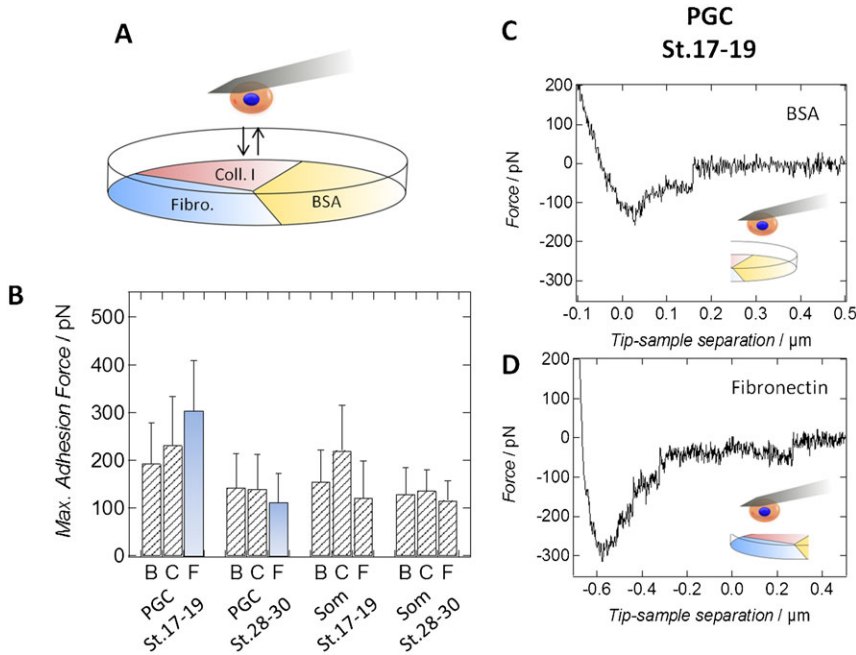 A
Coll. I
Fibro.
BSA
B
Max. Adhesion Force / pN
500
400
300
200
100
0
B C F B C F B C F B C F
PGC St.17-19
PGC St.28-30
Som St.17-19
Som St.28-30
C
PGC
St.17-19
BSA
Force / pN
200
100
0
-100
-200
-300
-0.1 0.0 0.1 0.2 0.3 0.4 0.5
Tip-sample separation / µm
D
Fibronectin
Force / pN
200
100
0
-100
-200
-300
-0.6 -0.4 -0.2 0.0 0.2 0.4
Tip-sample separation / µm